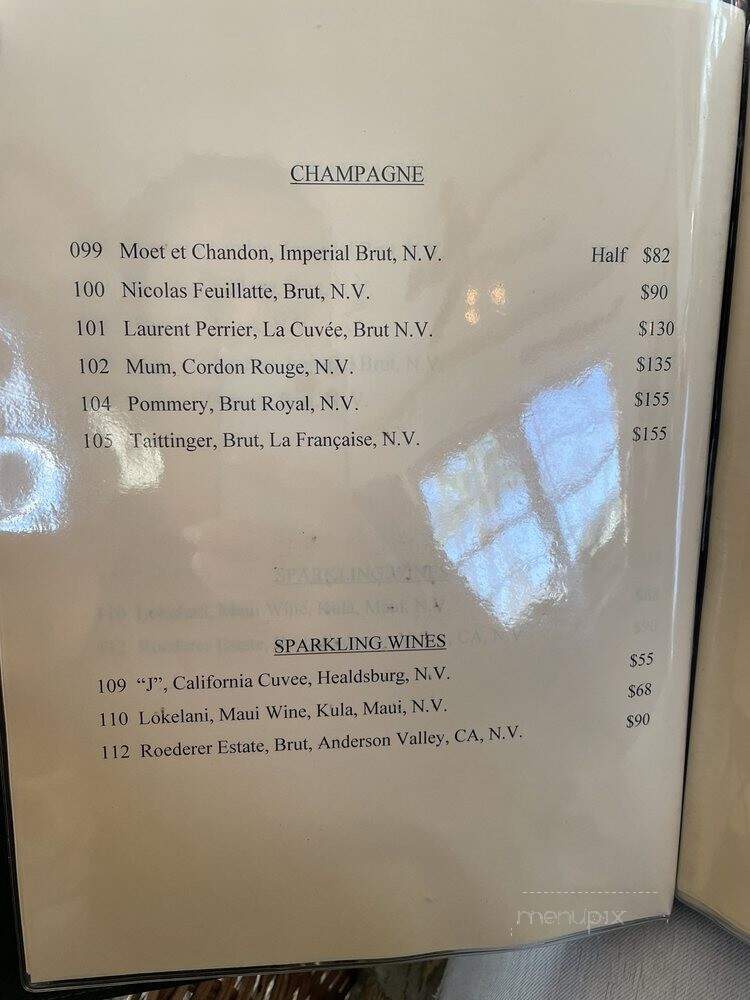 CHAMPAGNE
099 Moet et Chandon, Imperial Brut, N.V. Half $82
100 Nicolas Feuillatte, Brut, N.V. $90
101 Laurent Perrier, La Cuvée, Brut N.V. $130
102 Mum, Cordon Rouge, N.V. $135
104 Pommery, Brut Royal, N.V. $155
105 Taittinger, Brut, La Française, N.V. $155
SPARKLING WINES
109 "J", California Cuvee, Healdsburg, N.V. $55
110 Lokelani, Maui Wine, Kula, Maui, N.V. $68
112 Roederer Estate, Brut, Anderson Valley, CA, N.V. $90
menupix